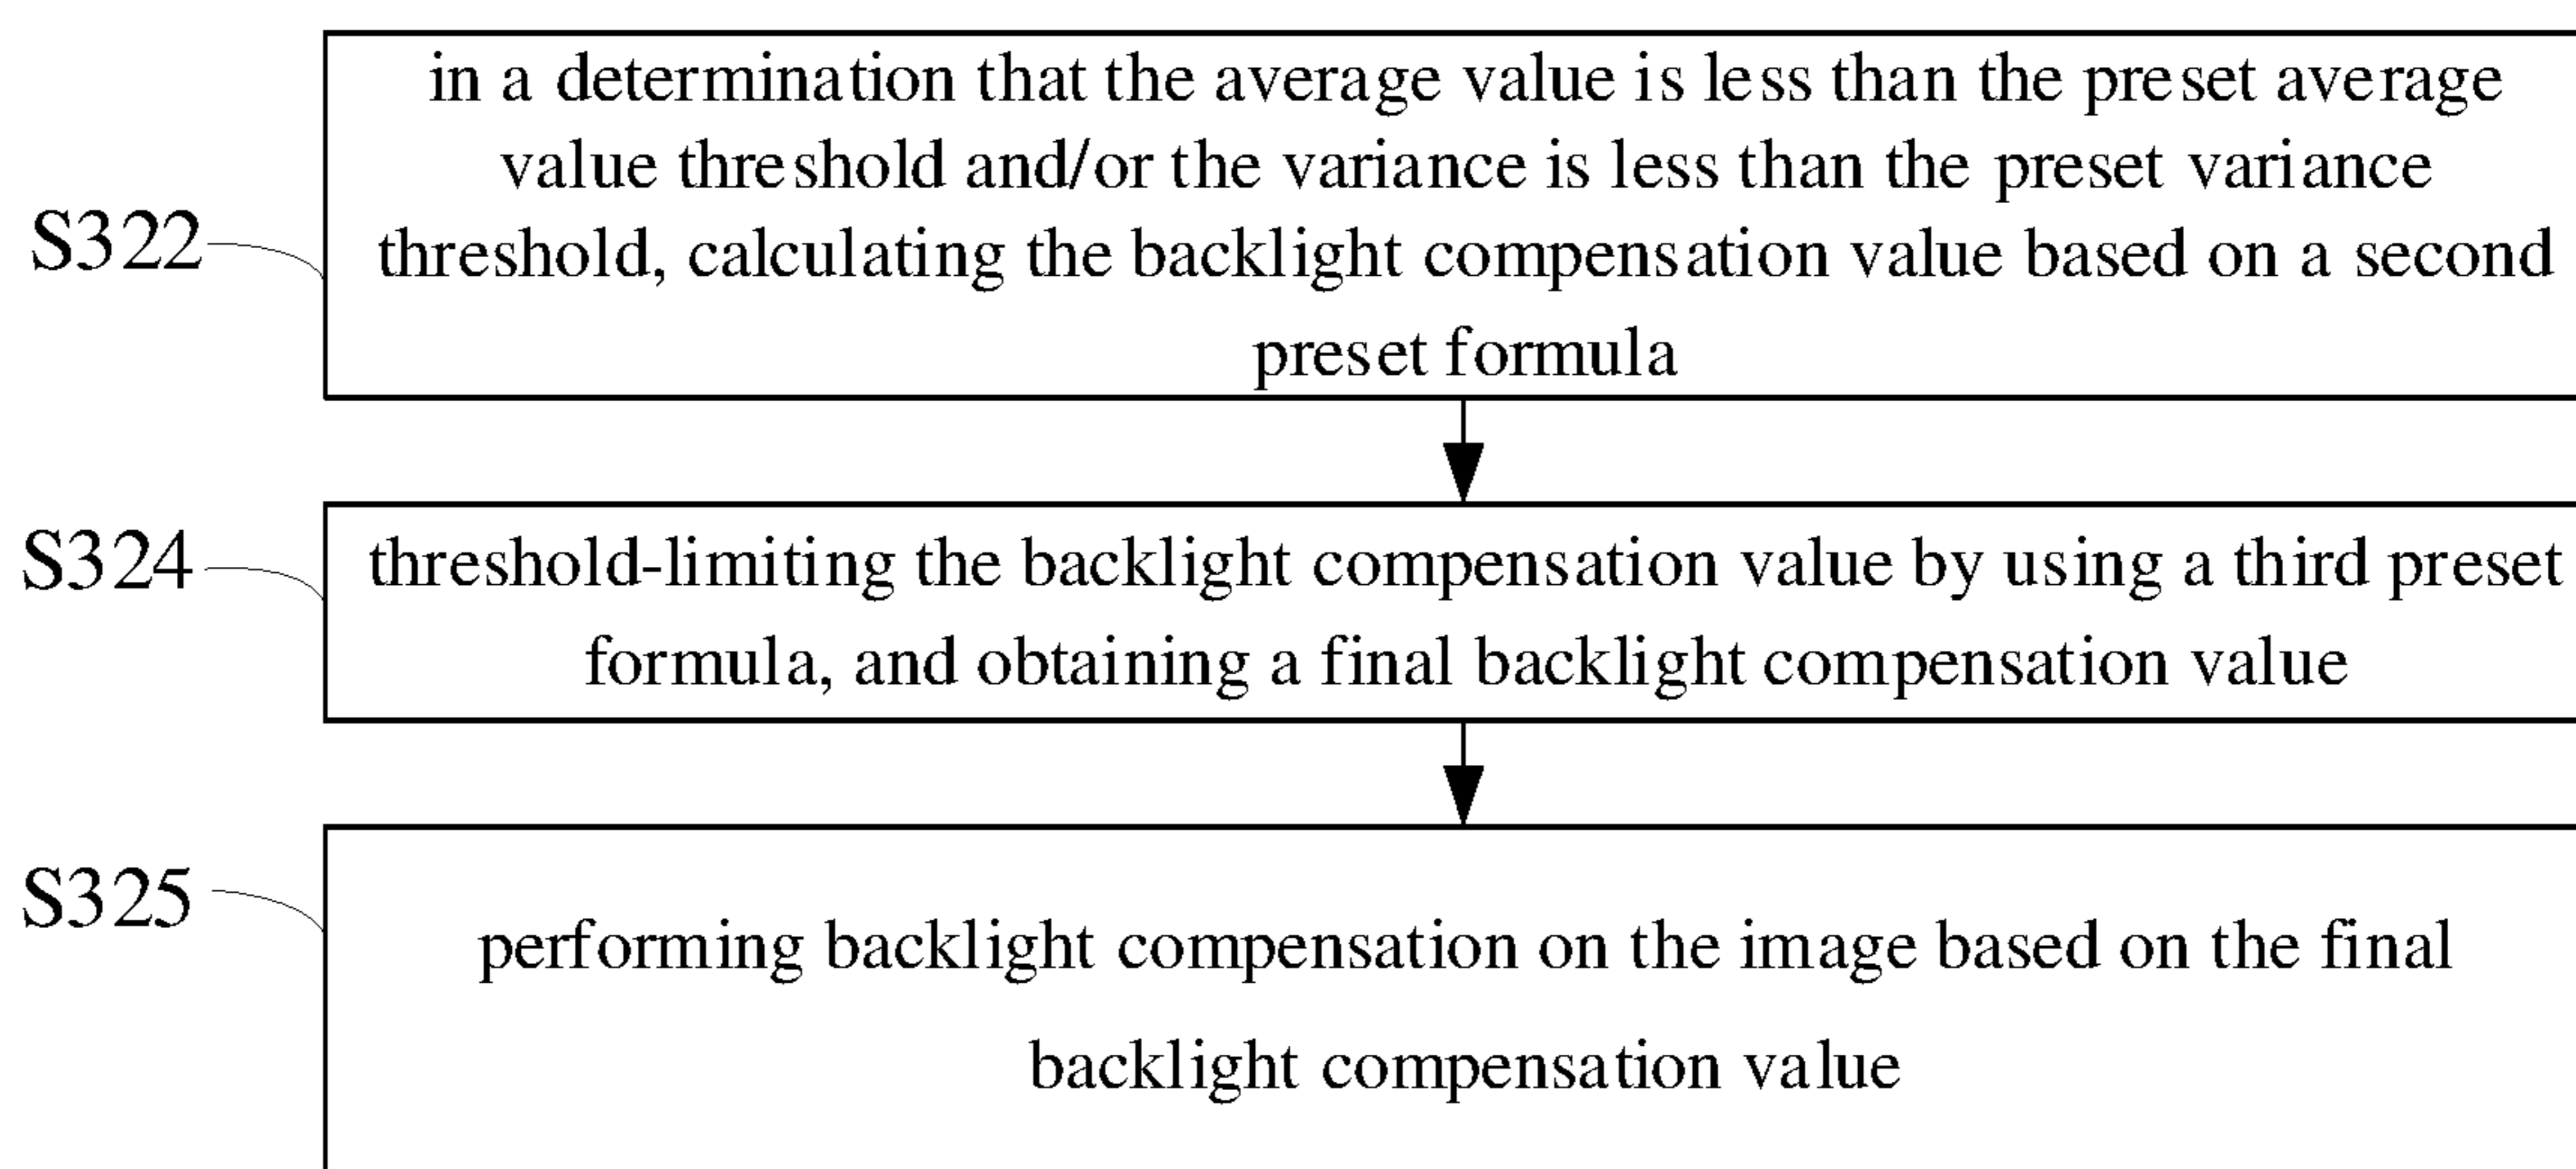 in a determination that the average value is less than the preset average
value threshold and/or the variance is less than the preset variance
S322
threshold, calculating the backlight compensation value based on a second
preset formula
S324
threshold-limiting the backlight compensation value by using a third preset
formula, and obtaining a final backlight compensation value
S325
performing backlight compensation on the image based on the final
backlight compensation value